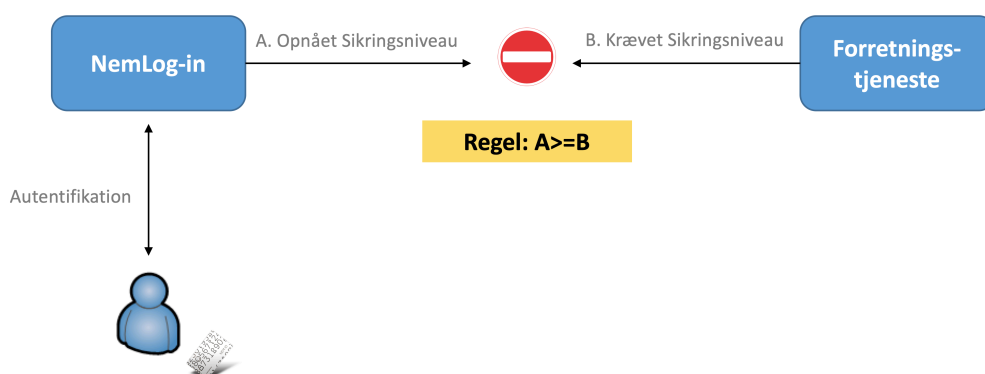 A. Opnået Sikringsniveau
B. Krævet Sikringsniveau
NemLog-in
Forretnings-
tjeneste
Regel: A>=B
Autentifikation